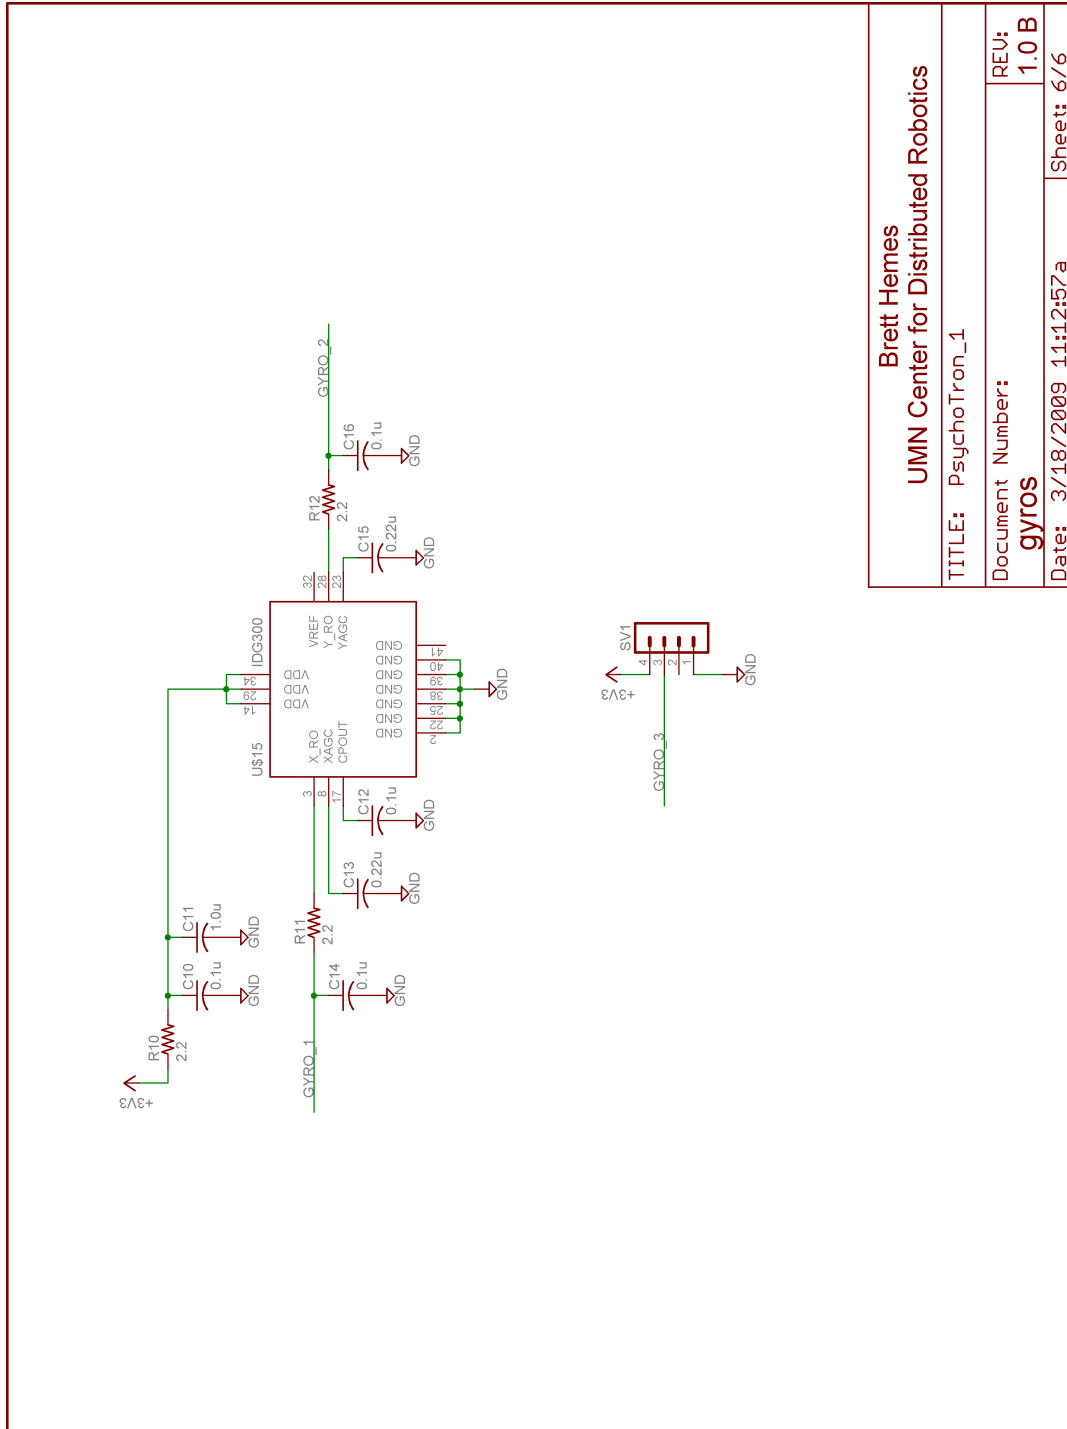 +3V3
R10
2.2
C10
0.1u
GND
C11
1.0u
GND
GYRO_1
C14
0.1u
GND
R11
2.2
C13
0.22u
GND
C12
0.1u
GND
U$15
IDG300
14
29
34
VDD
VDD
VDD
3
8
17
X_RO
XAGC
CPOUT
VREF
Y_RO
YAGC
32
28
23
GND
GND
GND
GND
GND
GND
GND
2
22
25
38
39
40
41
GND
C15
0.22u
GND
R12
2.2
C16
0.1u
GND
GYRO_2
SV1
4
3
2
1
+3V3
GYRO_3
GND
Brett Hemes
UMN Center for Distributed Robotics
TITLE: PsychoTron_1
Document Number:
gyros
REV:
1.0 B
Date: 3/18/2009 11:12:57a
Sheet: 6/6